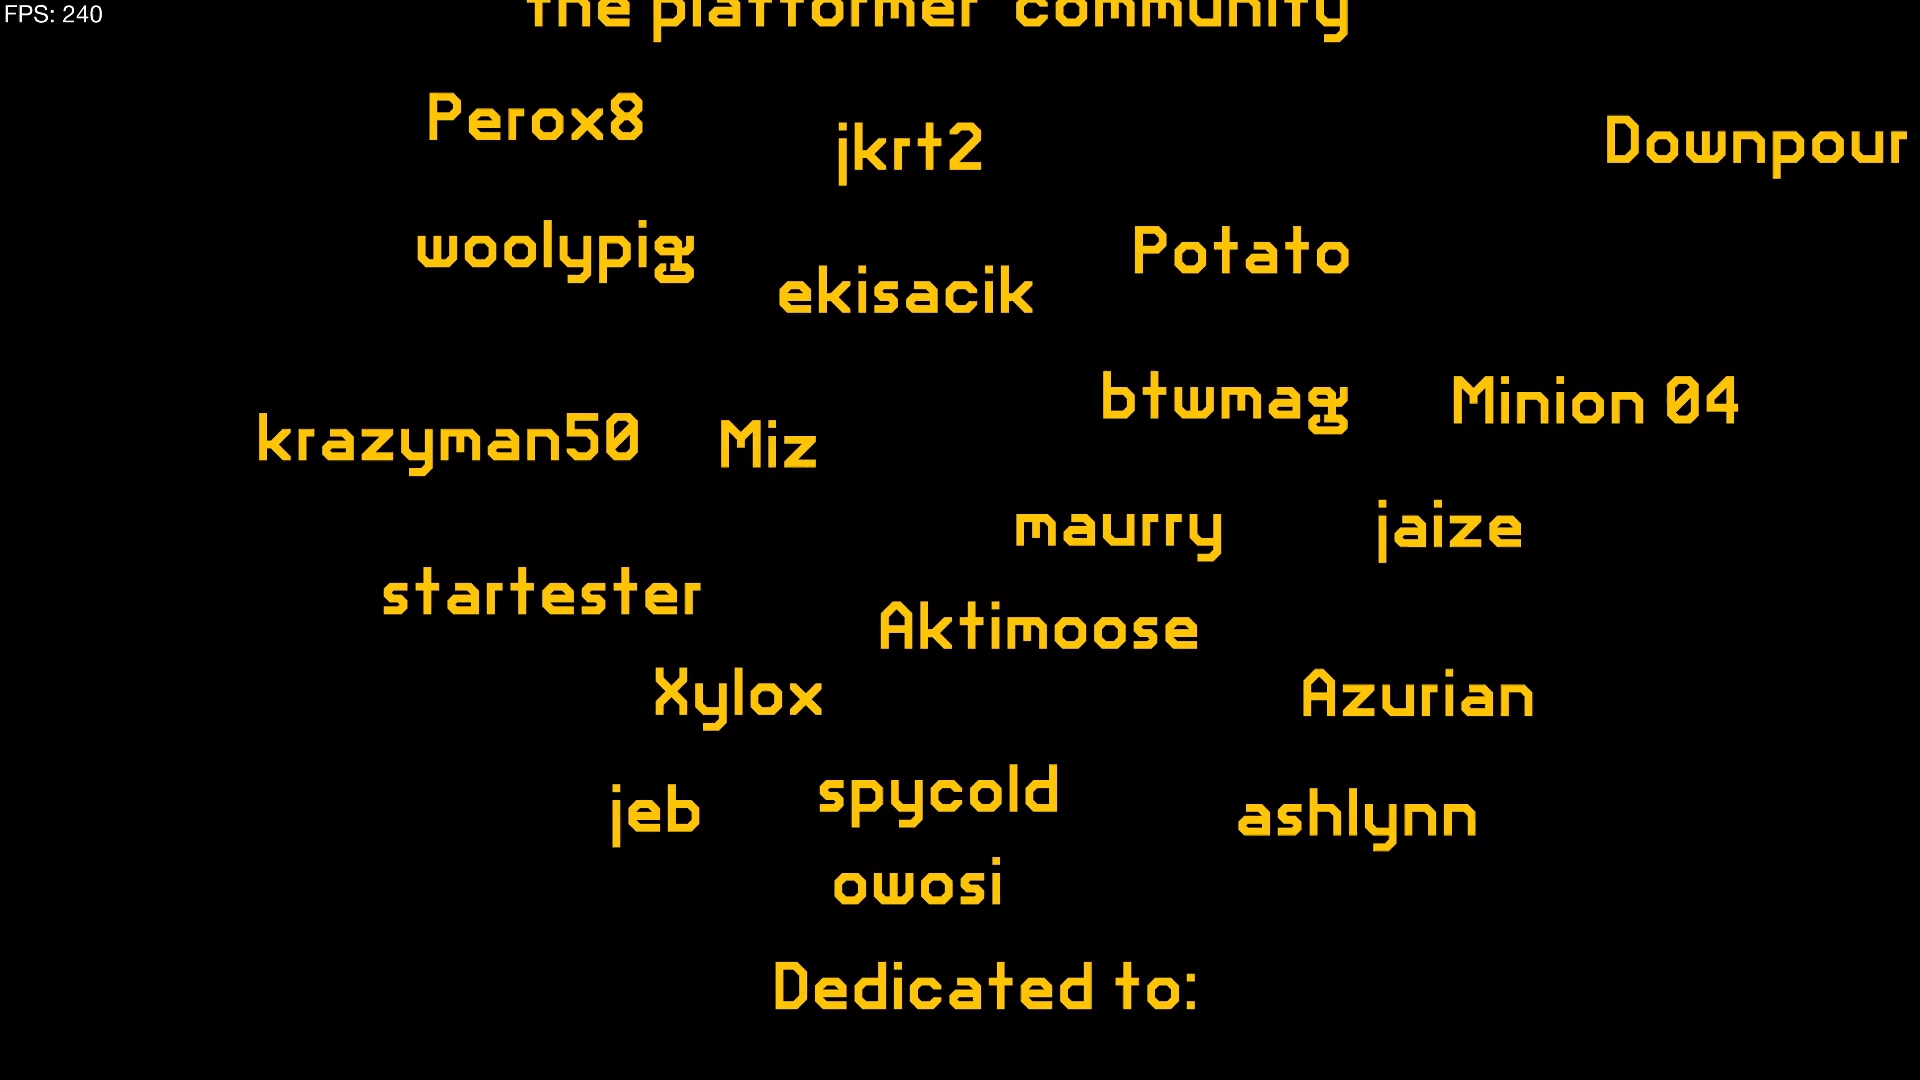 FPS: 240
the platformer community
Perox8
jkrt2
Downpour
woolypig
ekisacik
Potato
krazyman50
Miz
btwmag
Minion 04
maurry
jaize
startester
Aktimoose
Xylox
Azurian
jeb
spycold
ashlynn
owosi
Dedicated to: